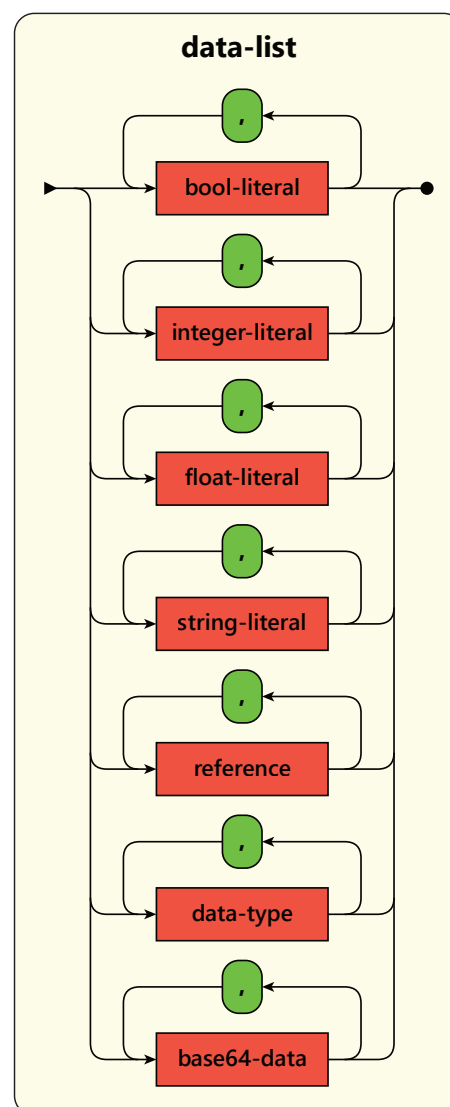 data-list
,
bool-literal
,
integer-literal
,
float-literal
,
string-literal
,
reference
,
data-type
,
base64-data